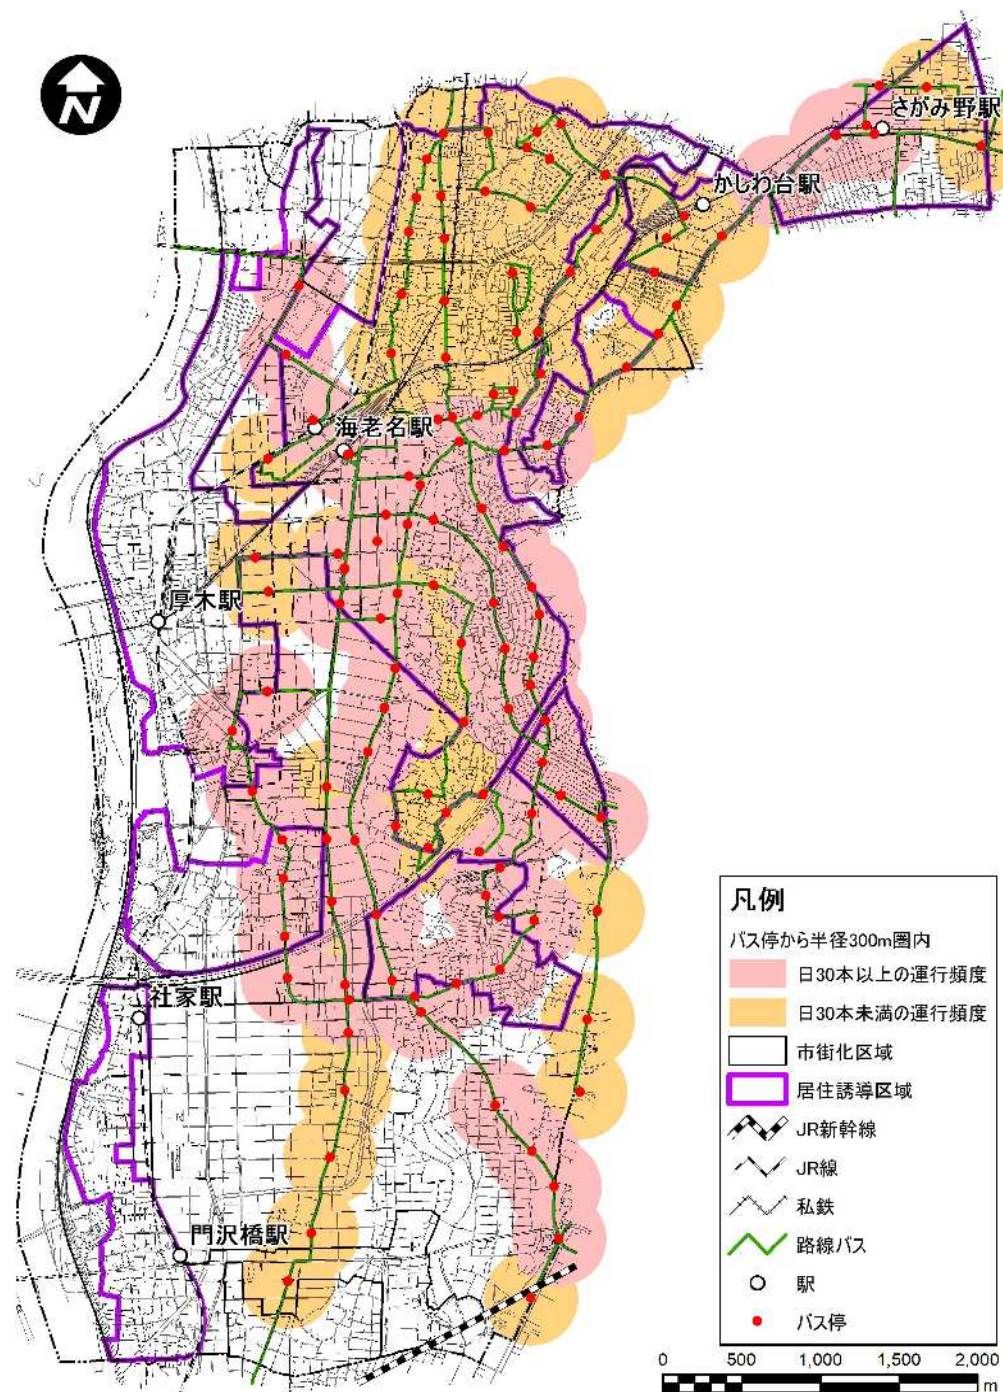 N
さがみ野駅
かしわ台駅
海老名駅
厚木駅
社家駅
門沢橋駅
凡例
バス停から半径300m圏内
日30本以上の運行頻度
日30本未満の運行頻度
市街化区域
居住誘導区域
JR新幹線
JR線
私鉄
路線バス
駅
バス停
0 500 1,000 1,500 2,000
m